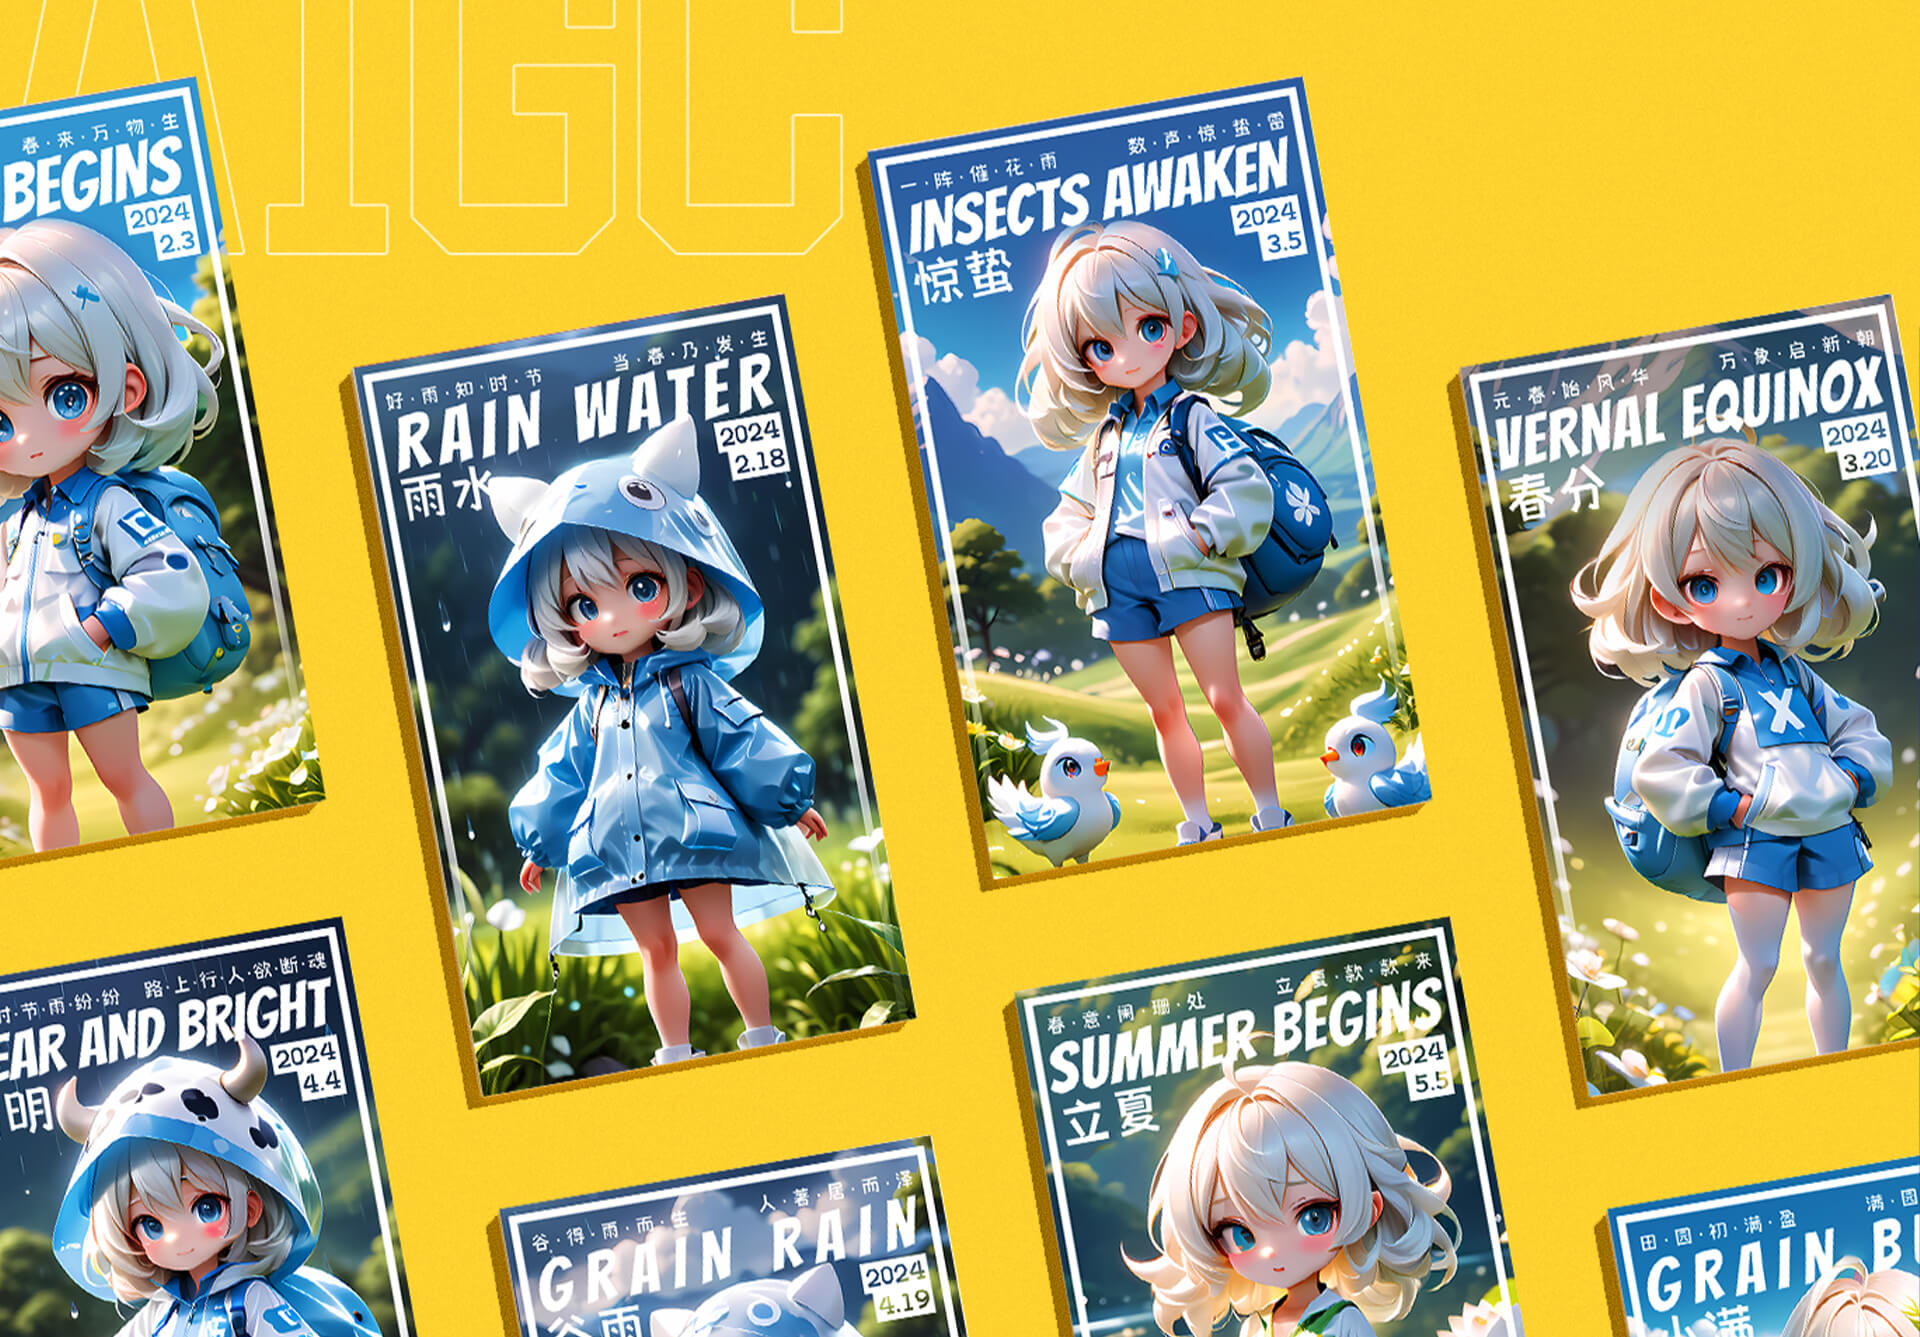 AIGC
春·来·万·物·生
BEGINS
2024
2.3
好·雨·知·时·节 当·春·乃·发·生
RAIN WATER
2024
2.18
雨水
一·阵·催·花·雨 数·声·惊·蛰·雷
INSECTS AWAKEN
2024
3.5
惊蛰
元·春·始·风·华 万·象·启·新·朝
VERNAL EQUINOX
2024
3.20
春分
X
时·节·雨·纷·纷 路·上·行·人·欲·断·魂
EAR AND BRIGHT
2024
4.4
明
谷·得·雨·而·生 人·著·居·而·泽
GRAIN RAIN
2024
4.19
谷雨
春·意·阑·珊·处 立·夏·款·款·来
SUMMER BEGINS
2024
5.5
立夏
田·园·初·满·盈 满·园
GRAIN BU
小满